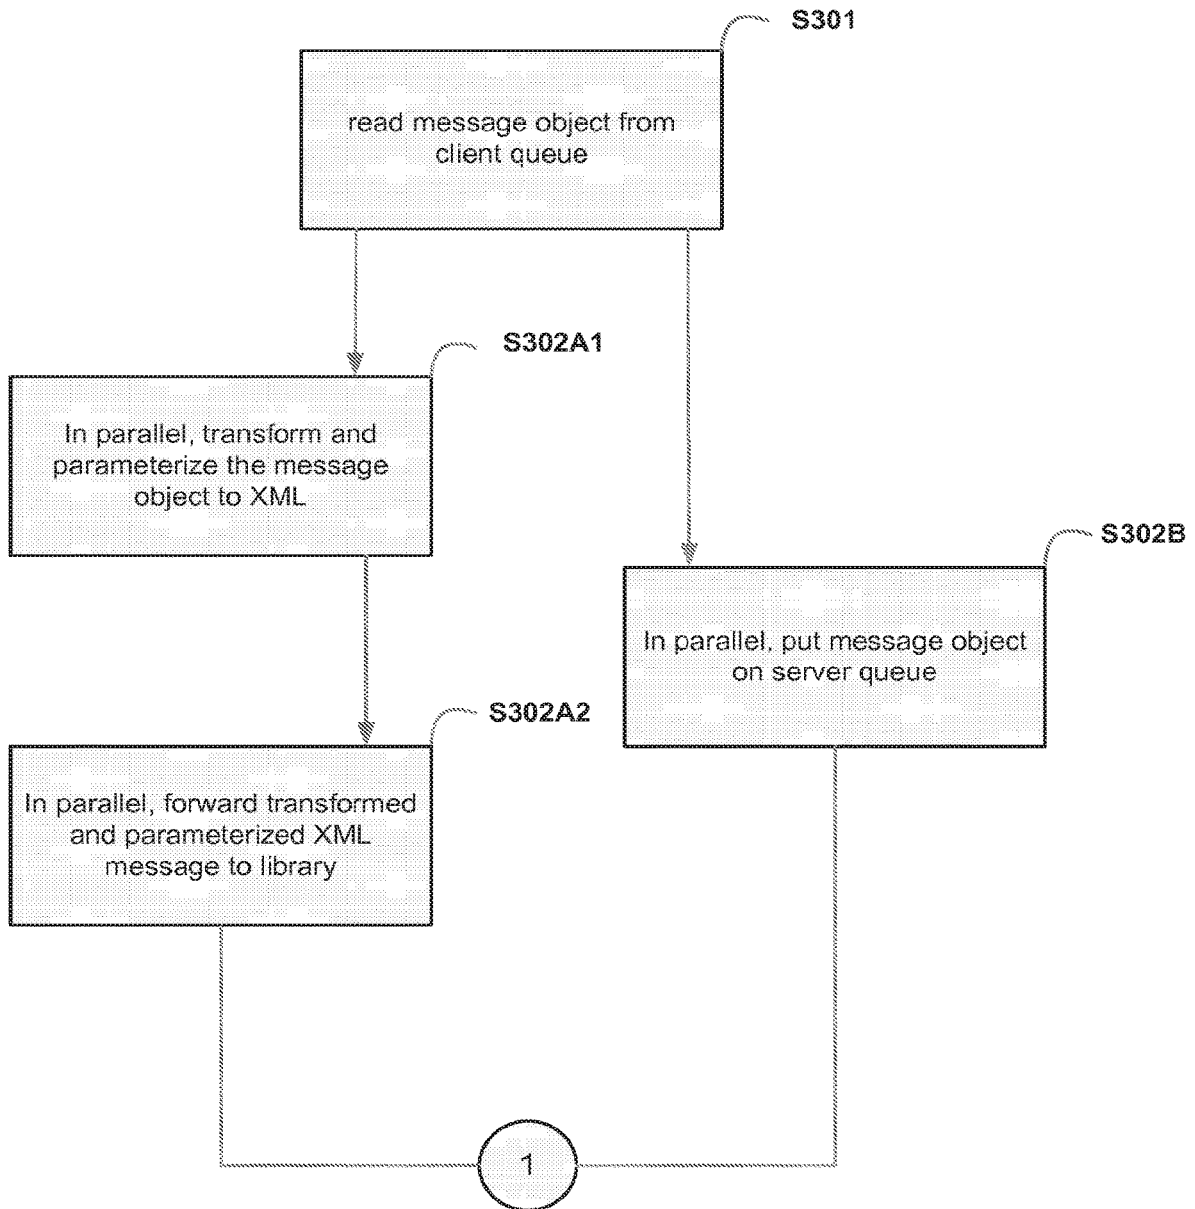 S301
read message object from
client queue
S302A1
In parallel, transform and
parameterize the message
object to XML
S302B
In parallel, put message object
on server queue
S302A2
In parallel, forward transformed
and parameterized XML
message to library
1